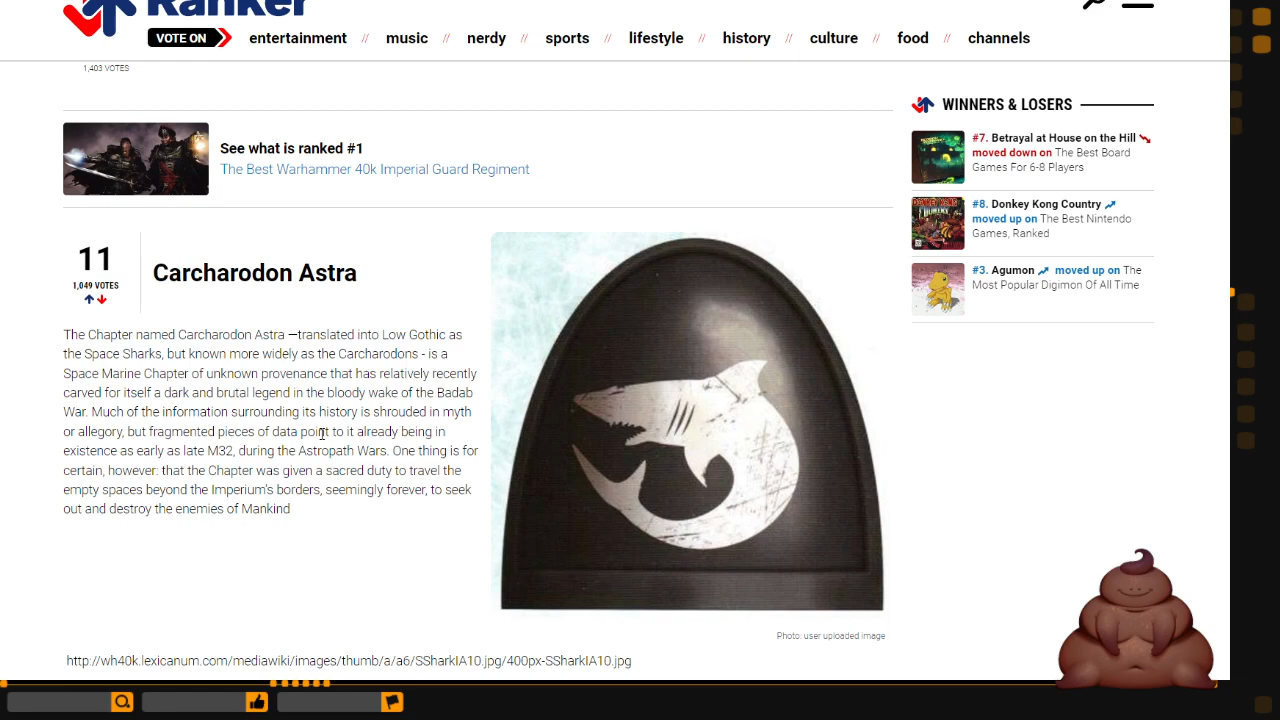 Ranker
VOTE ON
entertainment // music // nerdy // sports // lifestyle // history // culture // food // channels
1,403 VOTES
See what is ranked #1
The Best Warhammer 40k Imperial Guard Regiment
11
1,049 VOTES
Carcharodon Astra
The Chapter named Carcharodon Astra —translated into Low Gothic as
the Space Sharks, but known more widely as the Carcharodons - is a
Space Marine Chapter of unknown provenance that has relatively recently
carved for itself a dark and brutal legend in the bloody wake of the Badab
War. Much of the information surrounding its history is shrouded in myth
or allegory, but fragmented pieces of data point to it already being in
existence as early as late M32, during the Astropath Wars. One thing is for
certain, however: that the Chapter was given a sacred duty to travel the
empty spaces beyond the Imperium's borders, seemingly forever, to seek
out and destroy the enemies of Mankind
Photo: user uploaded image
http://wh40k.lexicanum.com/mediawiki/images/thumb/a/a6/SSharkIA10.jpg/400px-SSharkIA10.jpg
WINNERS & LOSERS
#7. Betrayal at House on the Hill
moved down on The Best Board
Games For 6-8 Players
#8. Donkey Kong Country
moved up on The Best Nintendo
Games, Ranked
#3. Agumon moved up on The
Most Popular Digimon Of All Time
DONKEY KONG
COUNTRY